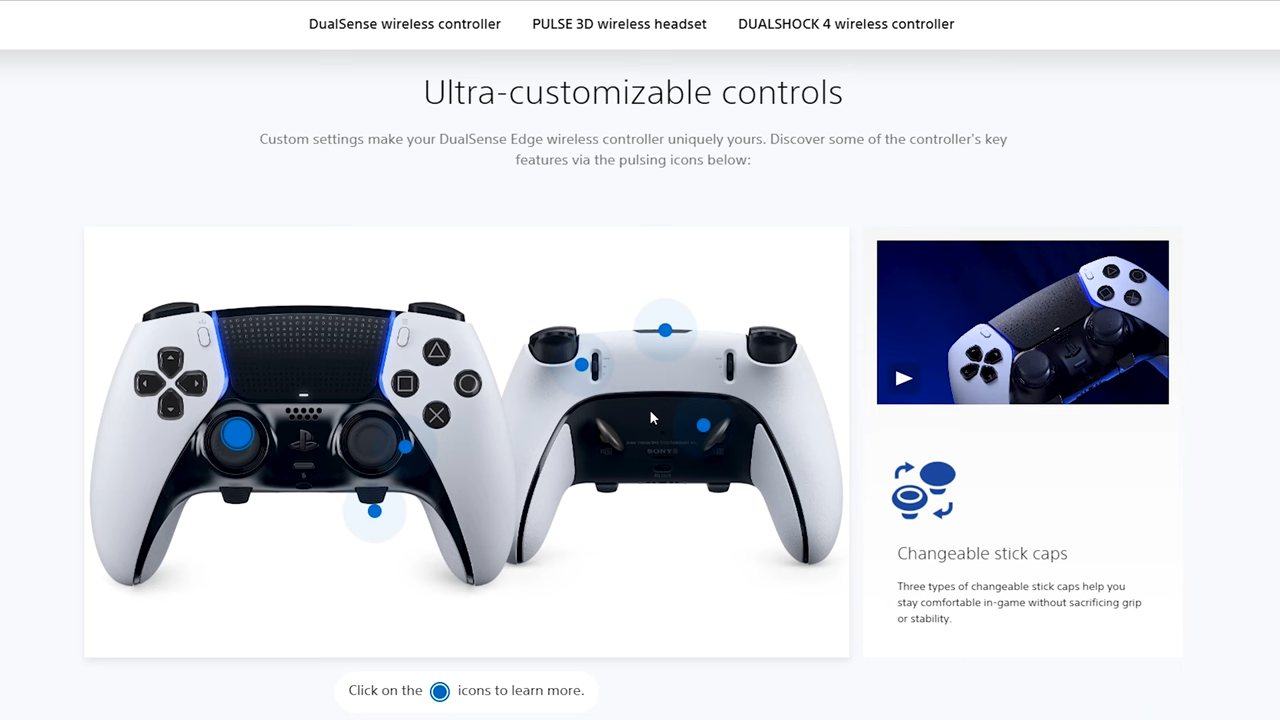 DualSense wireless controller PULSE 3D wireless headset DUALSHOCK 4 wireless controller
Ultra-customizable controls
Custom settings make your DualSense Edge wireless controller uniquely yours. Discover some of the controller's key
features via the pulsing icons below:
SONY
Changeable stick caps
Three types of changeable stick caps help you
stay comfortable in-game without sacrificing grip
or stability.
Click on the icons to learn more.